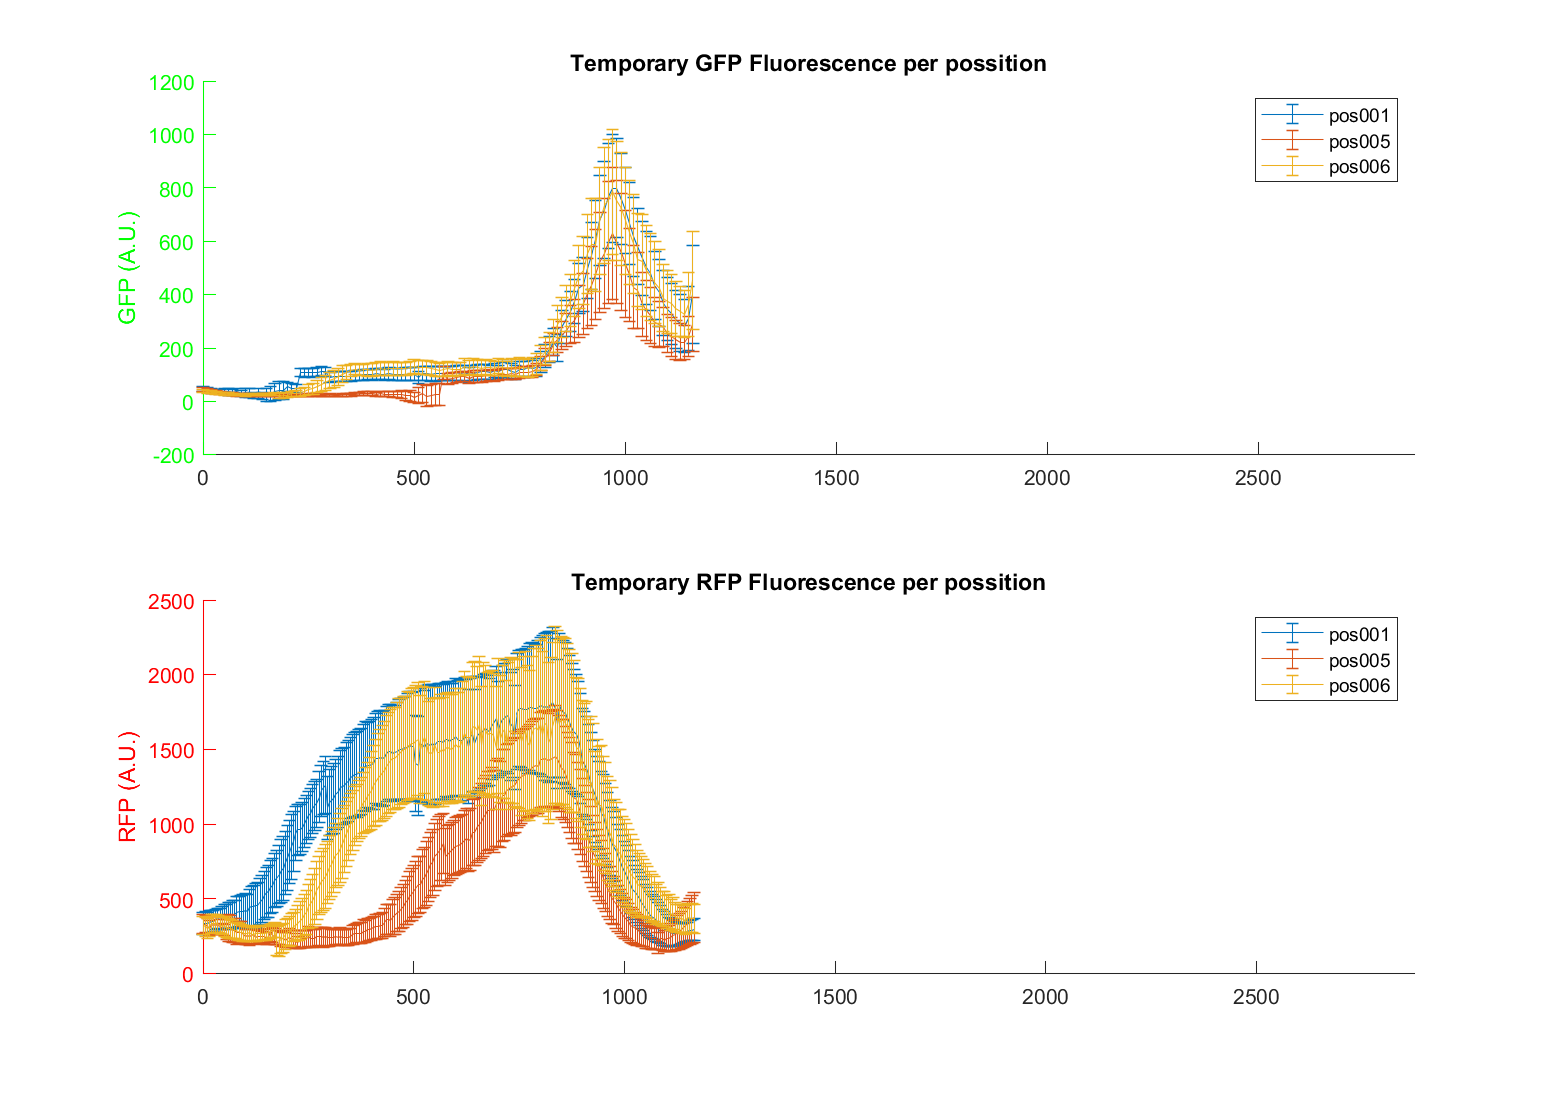 Temporary GFP Fluorescence per possition
1200
1000
800
600
400
200
0
-200
GFP (A.U.)
0 500 1000 1500 2000 2500
pos001
pos005
pos006
Temporary RFP Fluorescence per possition
2500
2000
1500
1000
500
0
RFP (A.U.)
0 500 1000 1500 2000 2500
pos001
pos005
pos006